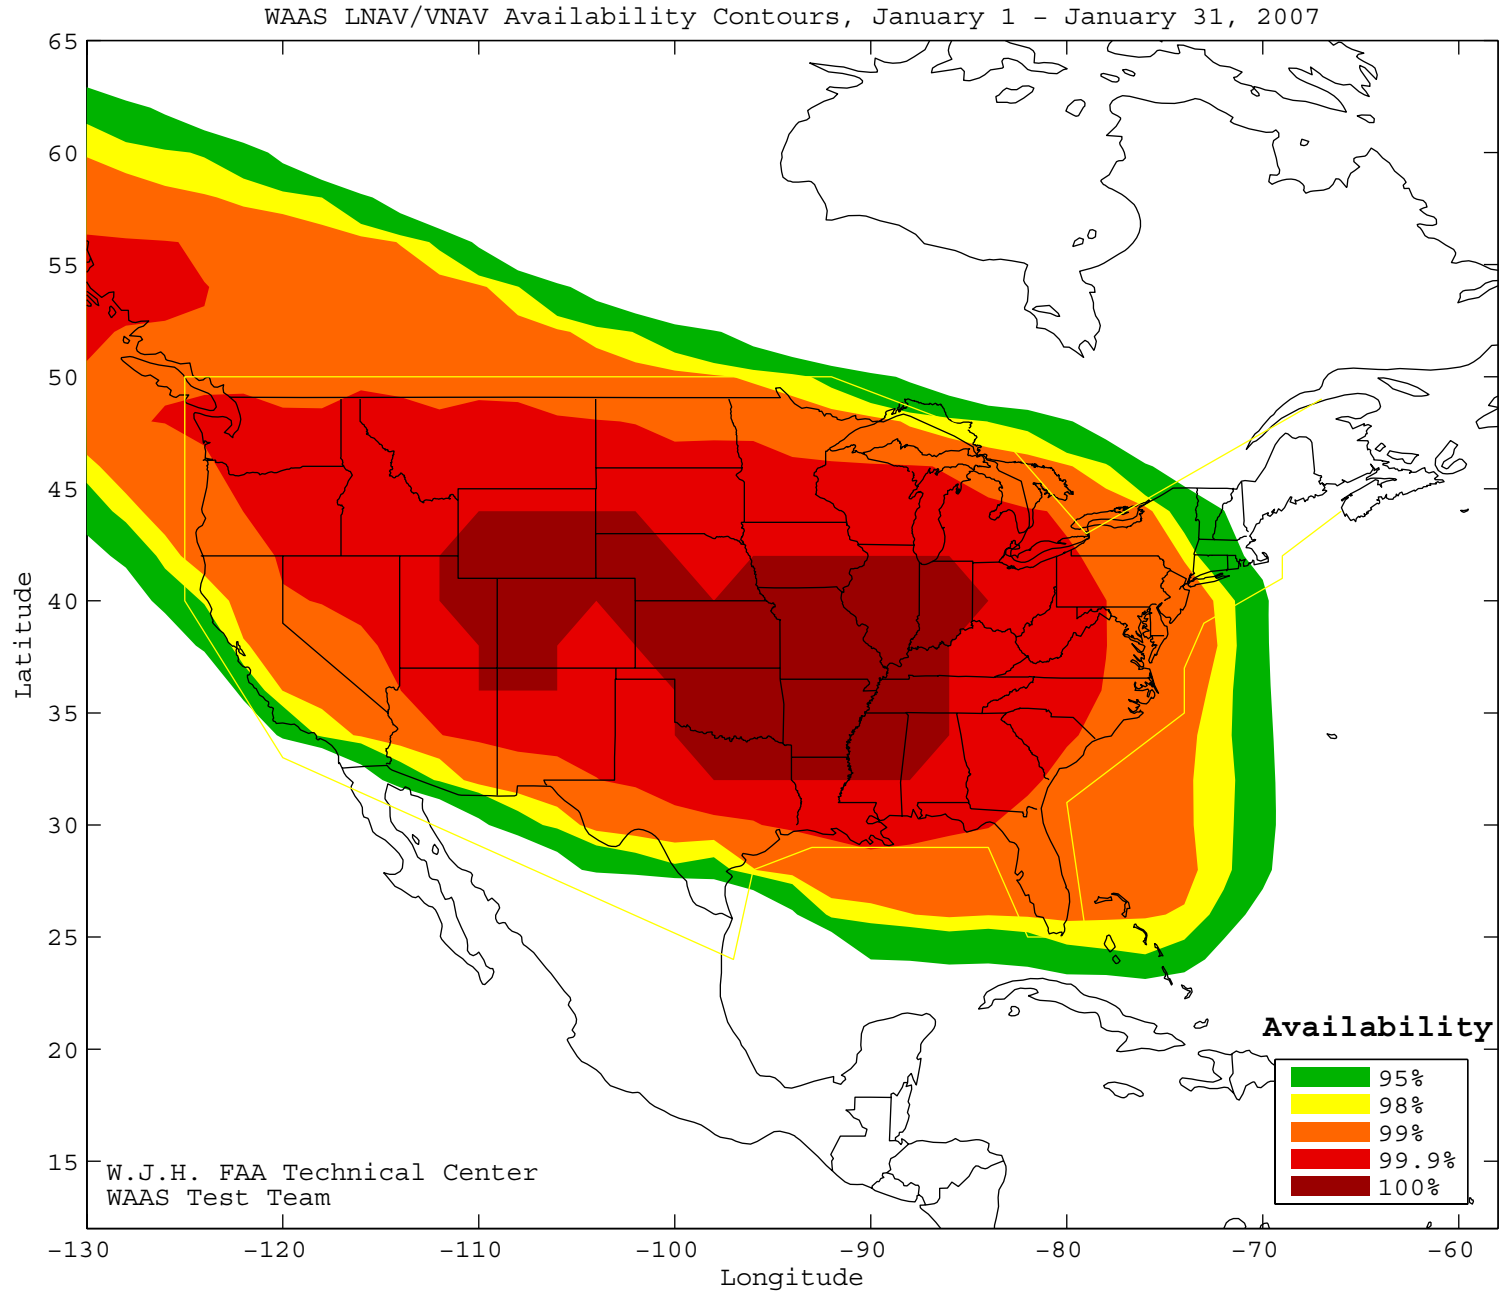 WAAS LNAV/VNAV Availability Contours, January 1 - January 31, 2007
65
60
55
50
45
40
35
30
25
20
15
Latitude
-130 -120 -110 -100 -90 -80 -70 -60
Longitude
W.J.H. FAA Technical Center
WAAS Test Team
Availability
95%
98%
99%
99.9%
100%